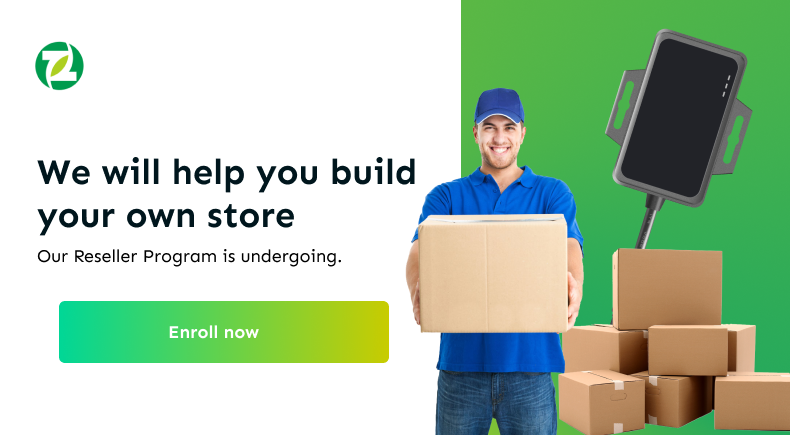 We will help you build
your own store
Our Reseller Program is undergoing.
Enroll now